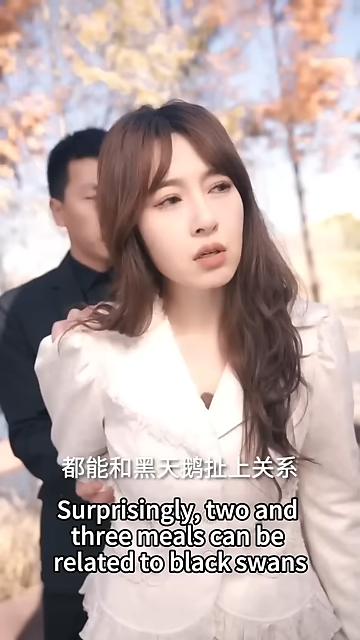 都能和黑天鹅扯上关系
Surprisingly, two and
three meals can be
related to black swans